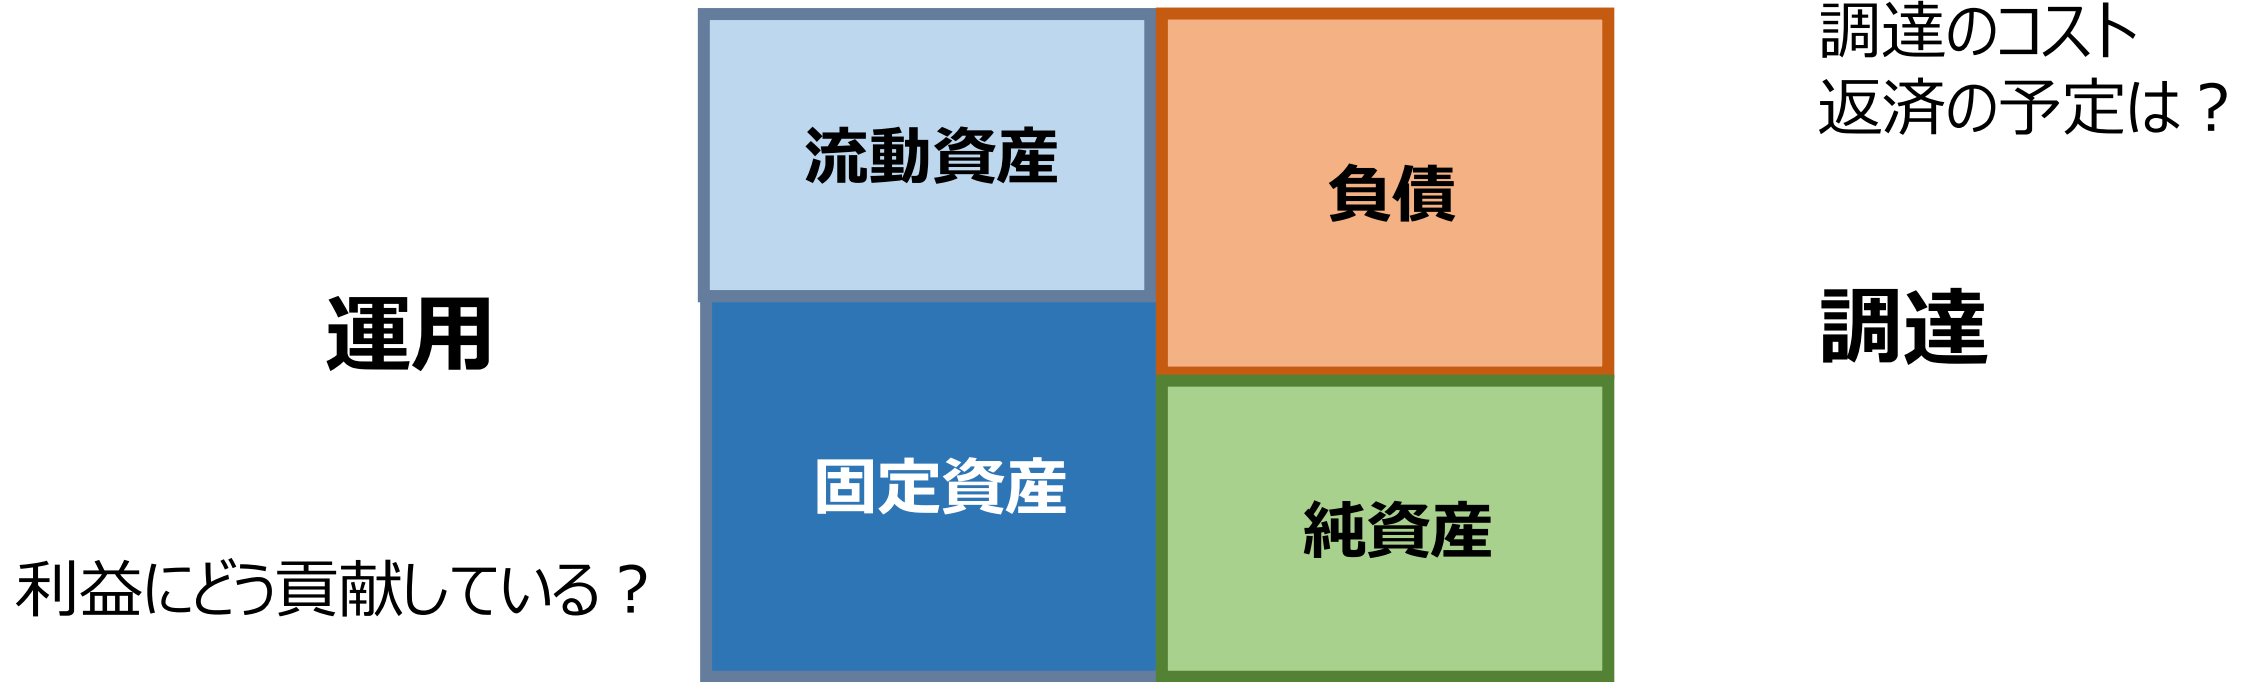 調達のコスト
返済の予定は？
流動資産
負債
運用
調達
固定資産
純資産
利益にどう貢献している？